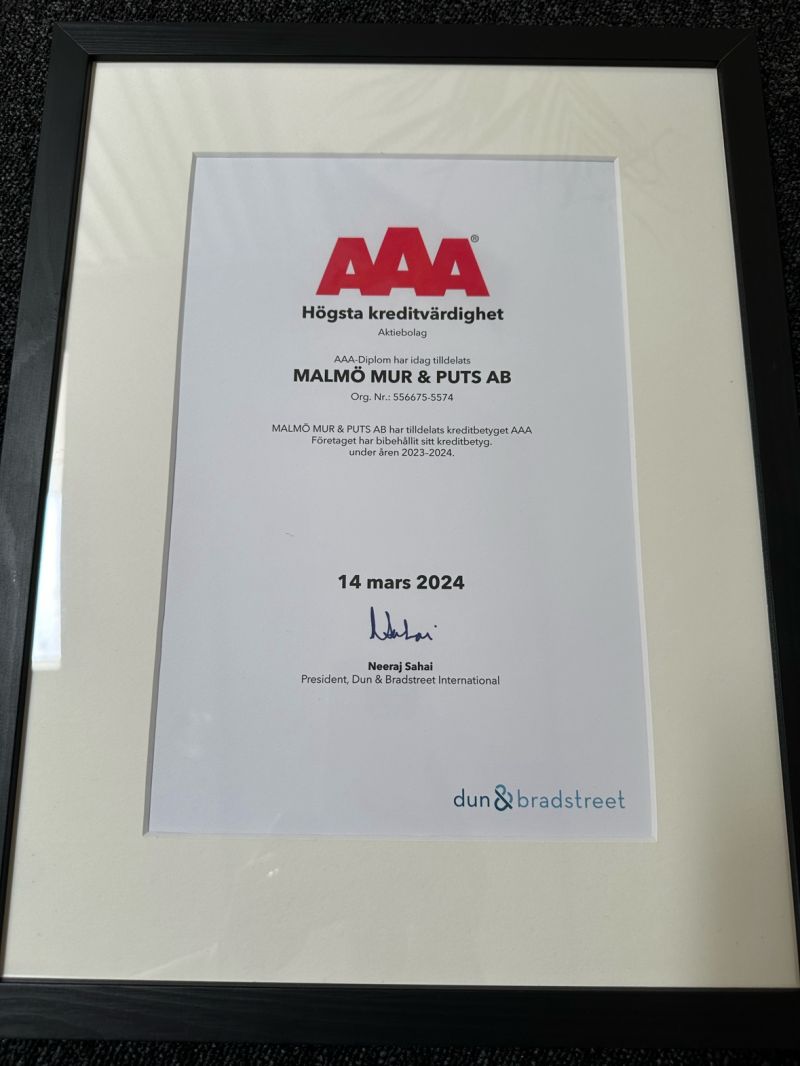 AAA®
Högsta kreditvärdighet
Aktiebolag
AAA-Diplom har idag tilldelats
MALMÖ MUR & PUTS AB
Org. Nr.: 556675-5574
MALMÖ MUR & PUTS AB har tilldelats kreditbetyget AAA
Företaget har bibehållit sitt kreditbetyg.
under åren 2023-2024.
14 mars 2024
Neeraj Sahai
President, Dun & Bradstreet International
dun & bradstreet